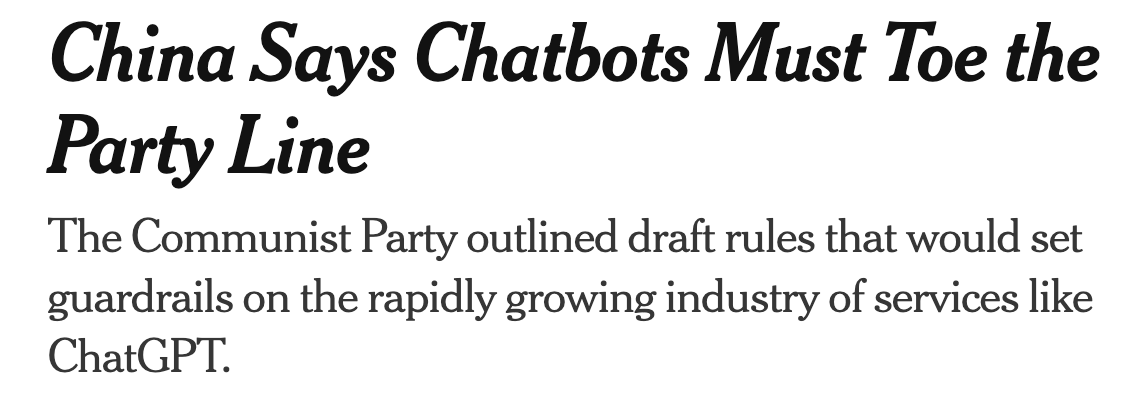 China Says Chatbots Must Toe the
Party Line
The Communist Party outlined draft rules that would set
guardrails on the rapidly growing industry of services like
ChatGPT.